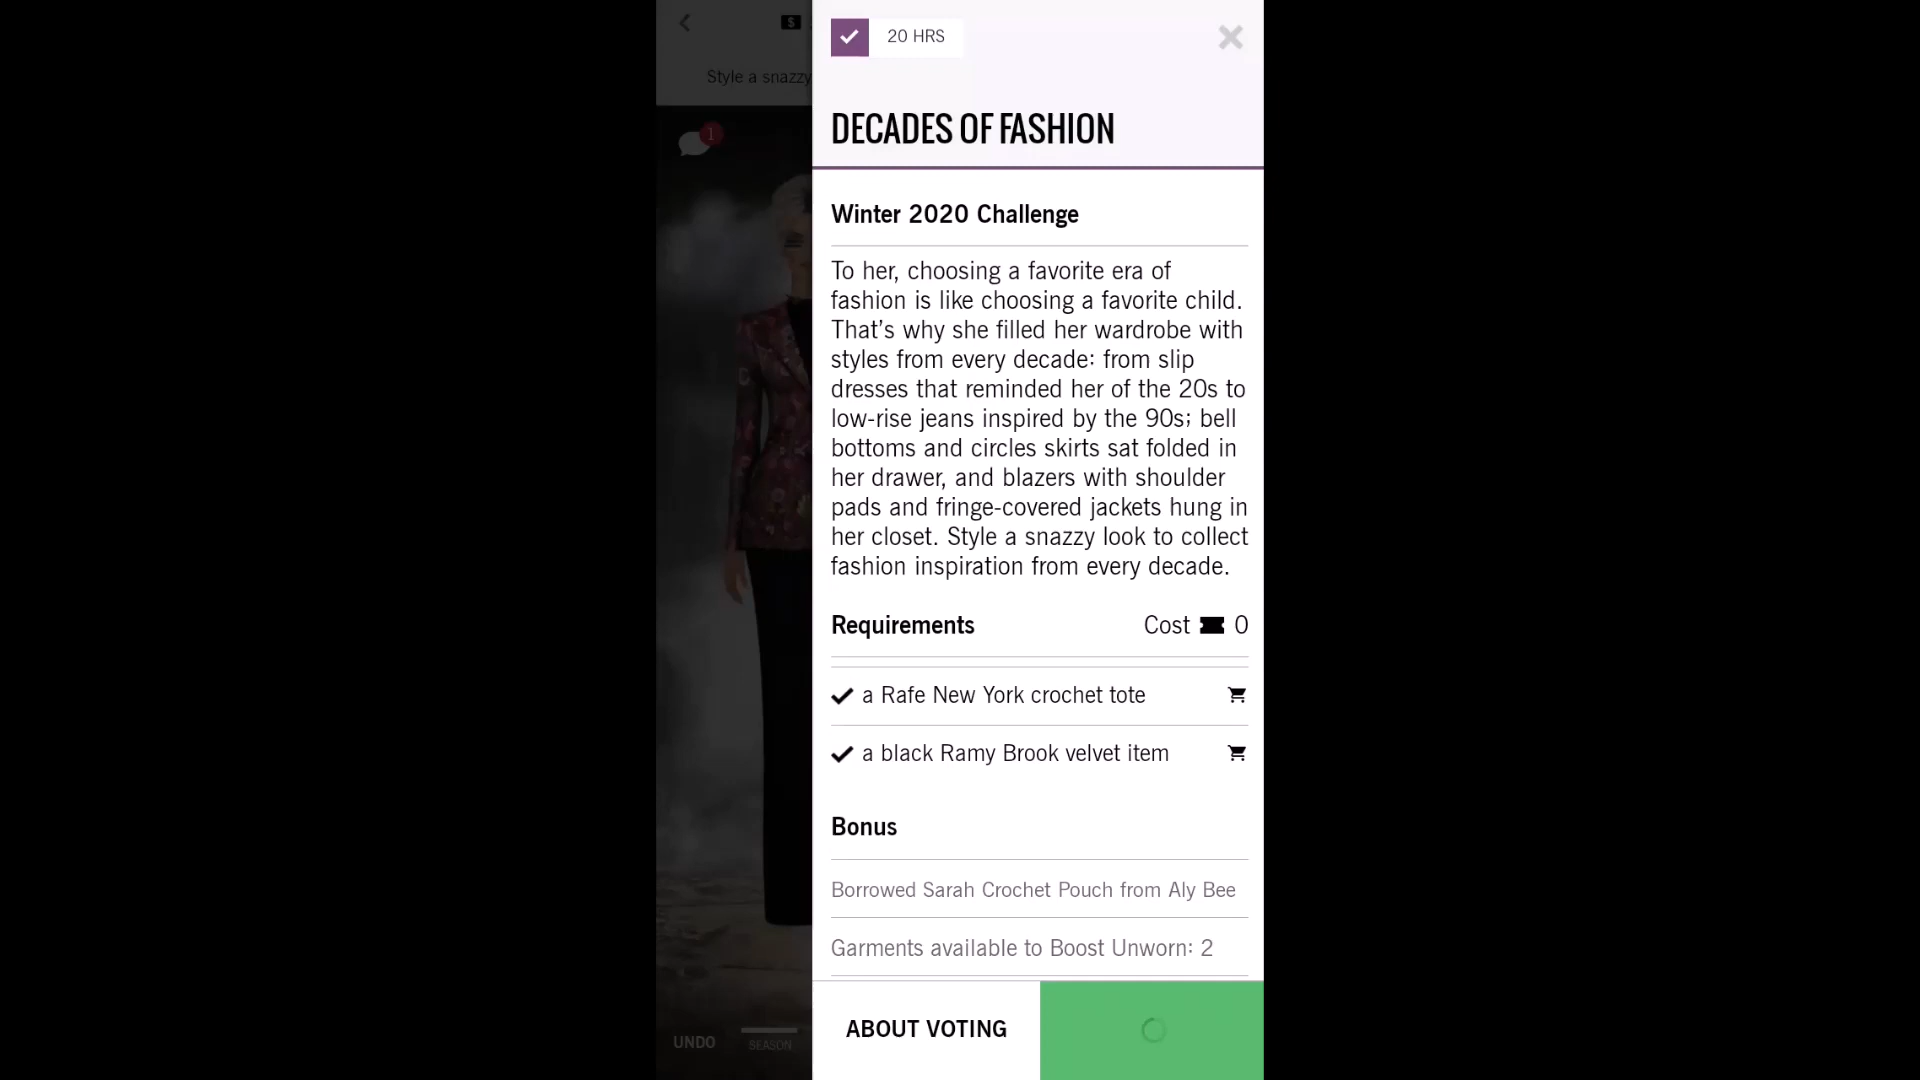 20 HRS
Style a snazzy
1
DECADES OF FASHION
Winter 2020 Challenge
To her, choosing a favorite era of
fashion is like choosing a favorite child.
That's why she filled her wardrobe with
styles from every decade: from slip
dresses that reminded her of the 20s to
low-rise jeans inspired by the 90s; bell
bottoms and circles skirts sat folded in
her drawer, and blazers with shoulder
pads and fringe-covered jackets hung in
her closet. Style a snazzy look to collect
fashion inspiration from every decade.
Requirements Cost 0
a Rafe New York crochet tote
a black Ramy Brook velvet item
Bonus
Borrowed Sarah Crochet Pouch from Aly Bee
Garments available to Boost Unworn: 2
UNDO
SEASON
ABOUT VOTING